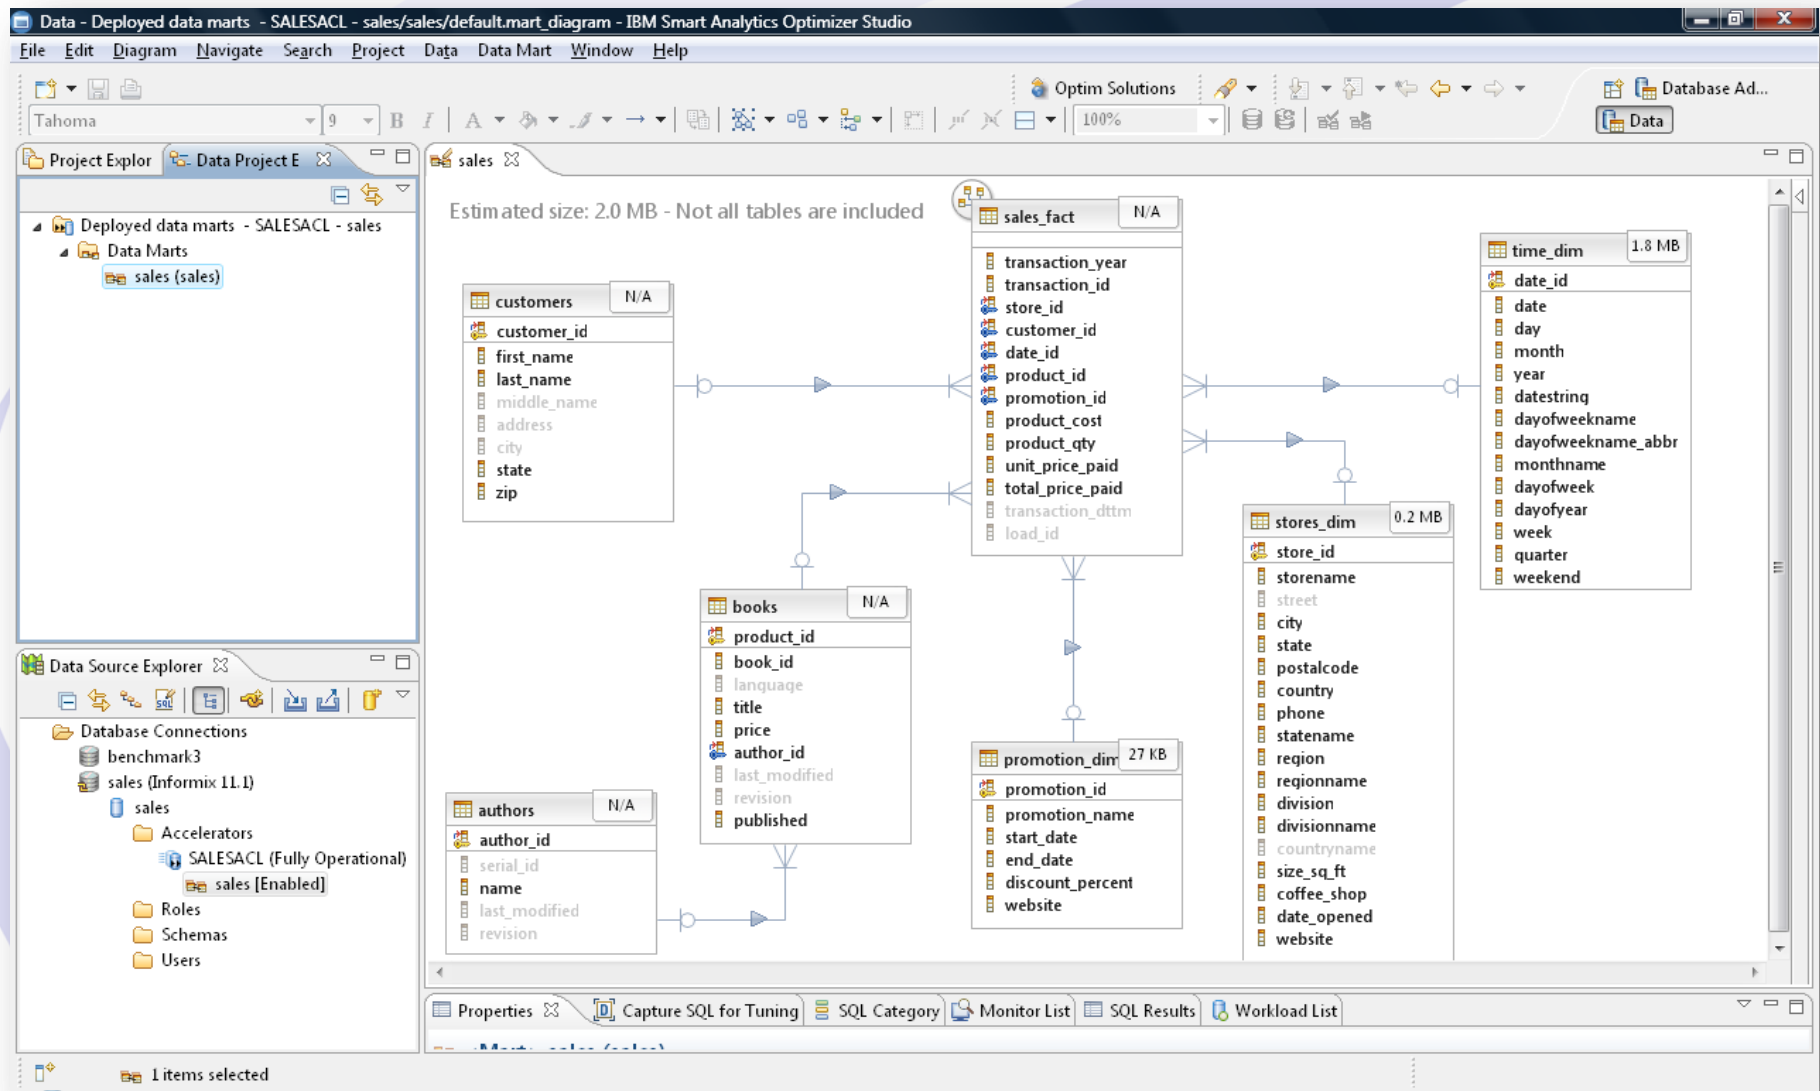 Data - Deployed data marts - SALESACL - sales/sales/default.mart_diagram - IBM Smart Analytics Optimizer Studio
File Edit Diagram Navigate Search Project Data Data Mart Window Help
Optim Solutions
Database Ad...
Tahoma 9 B I A 100%
Data
Project Explor
Data Project E
Deployed data marts - SALESACL - sales
Data Marts
sales (sales)
Data Source Explorer
Database Connections
benchmark3
sales (Informix 11.1)
sales
Accelerators
SALESACL (Fully Operational)
sales [Enabled]
Roles
Schemas
Users
sales
Estimated size: 2.0 MB - Not all tables are included
customers N/A
customer_id
first_name
last_name
middle_name
address
city
state
zip
sales_fact N/A
transaction_year
transaction_id
store_id
customer_id
date_id
product_id
promotion_id
product_cost
product_qty
unit_price_paid
total_price_paid
transaction_dttm
load_id
time_dim 1.8 MB
date_id
date
day
month
year
datestring
dayofweekname
dayofweekname_abbr
monthname
dayofweek
dayofyear
week
quarter
weekend
books N/A
product_id
book_id
language
title
price
author_id
last_modified
revision
published
authors N/A
author_id
serial_id
name
last_modified
revision
promotion_dim 27 KB
promotion_id
promotion_name
start_date
end_date
discount_percent
website
stores_dim 0.2 MB
store_id
storename
street
city
state
postalcode
country
phone
statename
region
regionname
division
divisionname
countryname
size_sq_ft
coffee_shop
date_opened
website
Properties
Capture SQL for Tuning
SQL Category
Monitor List
SQL Results
Workload List
1 items selected